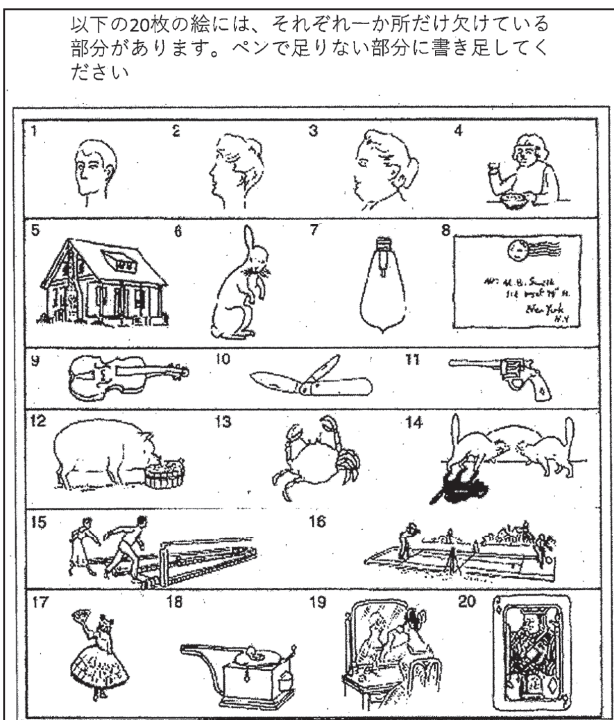 以下の20枚の絵には、それぞれ一か所だけ欠けている
部分があります。ペンで足りない部分に書き足してく
ださい
1 2 3 4
5 6 7 8
New York
N.Y
9 10 11
12 13 14
15 16
17 18 19 20